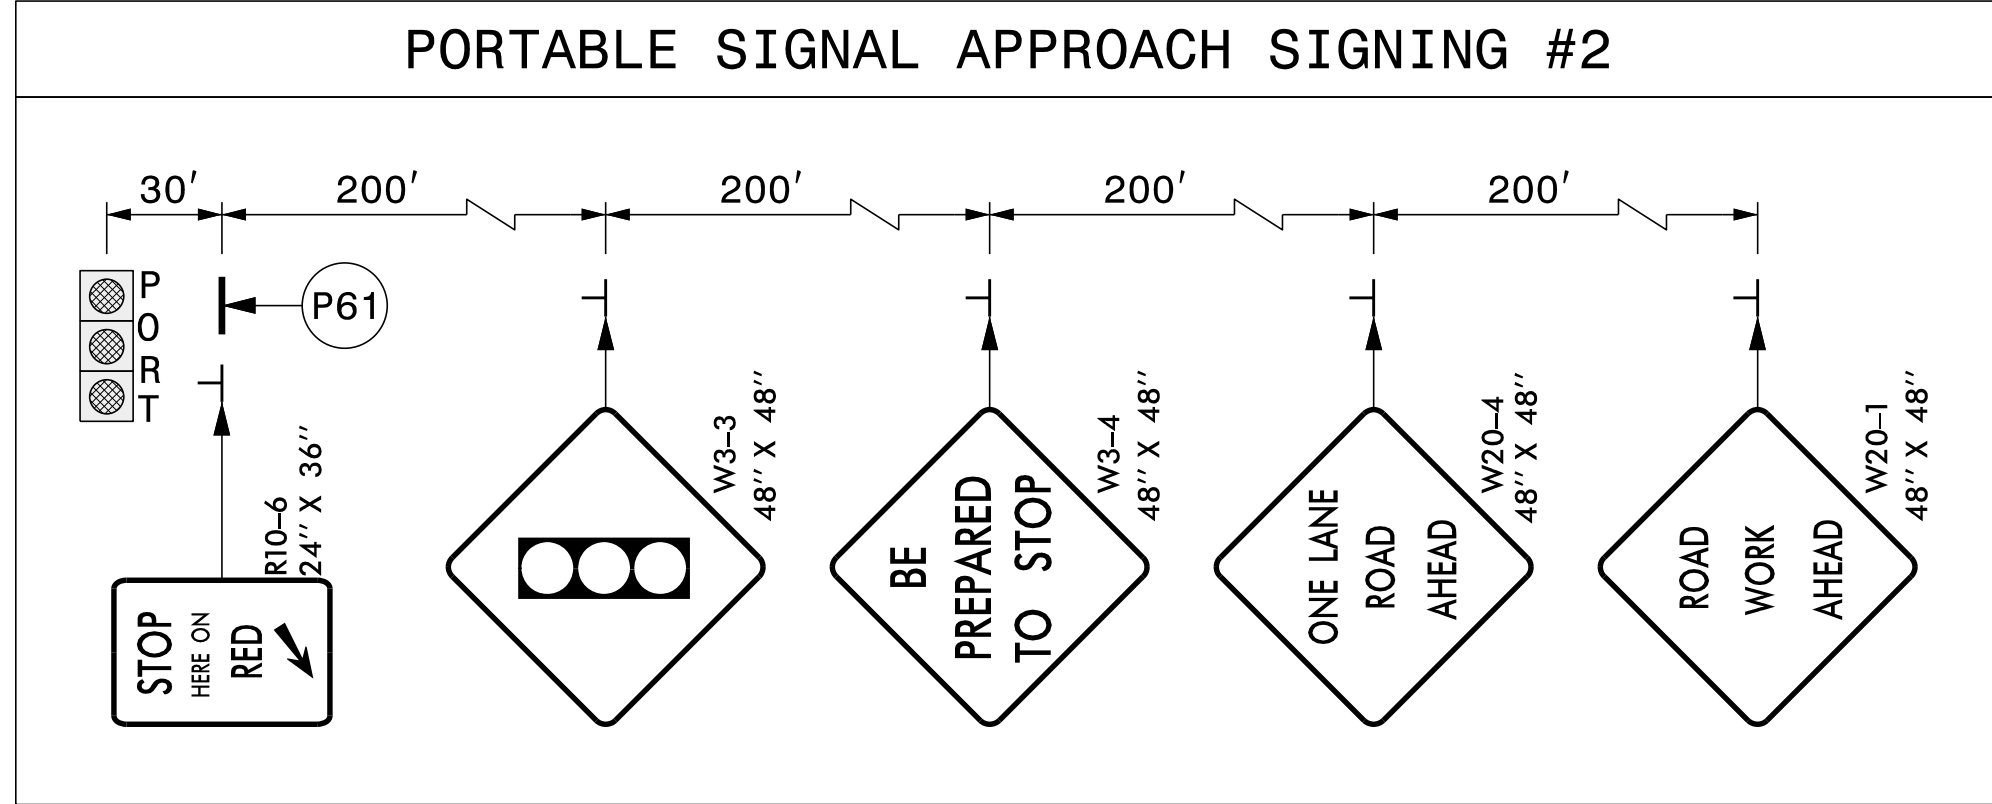 PORTABLE SIGNAL APPROACH SIGNING #2
30′ 200′ 200′ 200′ 200′
PORT
P61
R10-6
24″ X 36″
STOP
HERE ON
RED
W3-3
48″ X 48″
W3-4
48″ X 48″
BE
PREPARED
TO STOP
W20-4
48″ X 48″
ONE LANE
ROAD
AHEAD
W20-1
48″ X 48″
ROAD
WORK
AHEAD